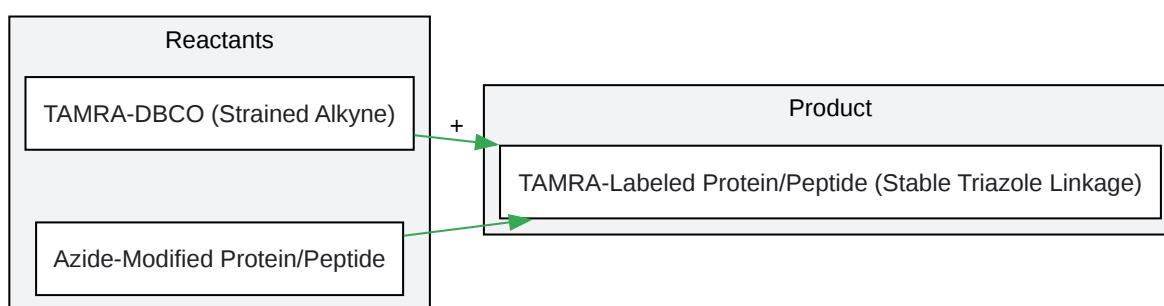 Reactants
TAMRA-DBCO (Strained Alkyne)
+
Azide-Modified Protein/Peptide
Product
TAMRA-Labeled Protein/Peptide (Stable Triazole Linkage)